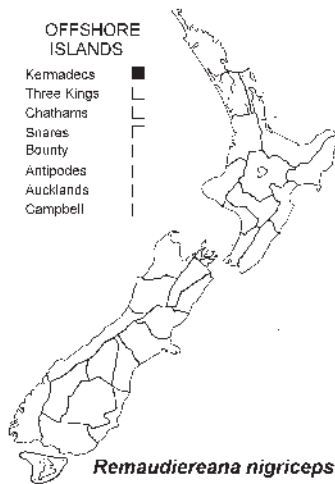 OFFSHORE
ISLANDS
Kermadecs
Three Kings
Chathams
Snares
Bounty
Antipodes
Aucklands
Campbell
Remaudiereana nigriceps